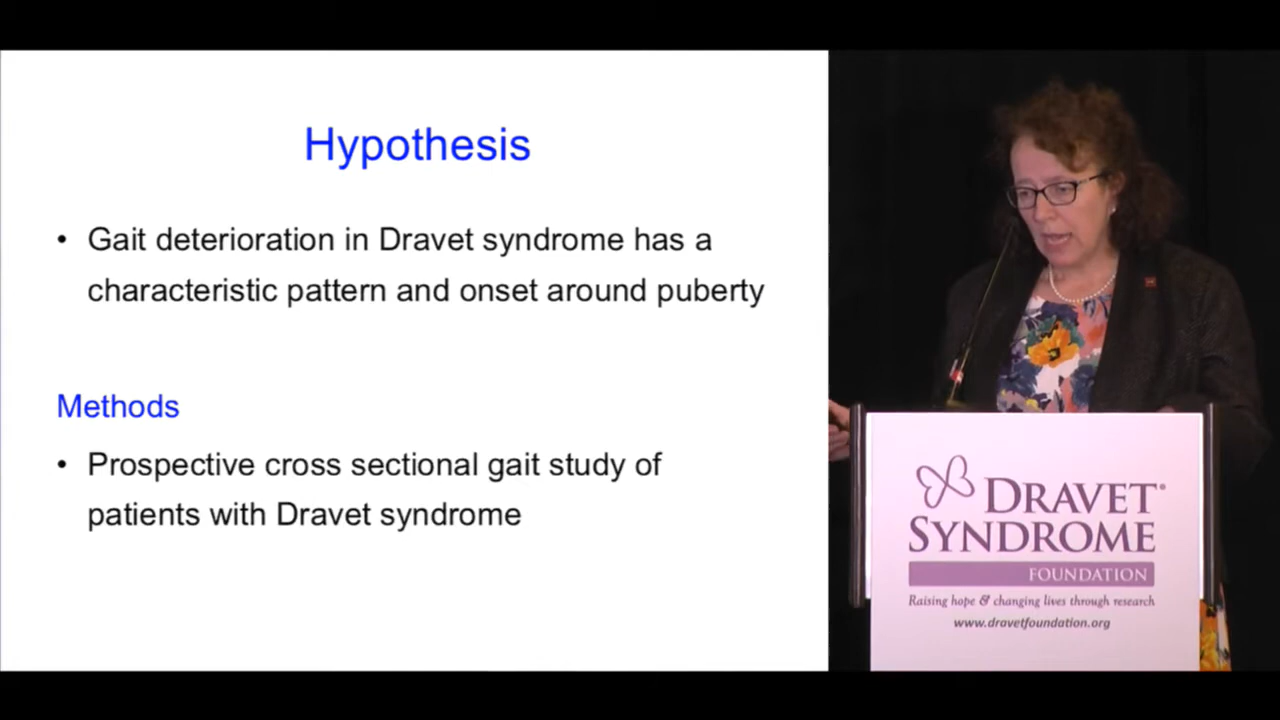 Hypothesis
• Gait deterioration in Dravet syndrome has a
characteristic pattern and onset around puberty
Methods
• Prospective cross sectional gait study of
patients with Dravet syndrome
DRAVET®
SYNDROME
FOUNDATION
Raising hope & changing lives through research
www.dravetfoundation.org